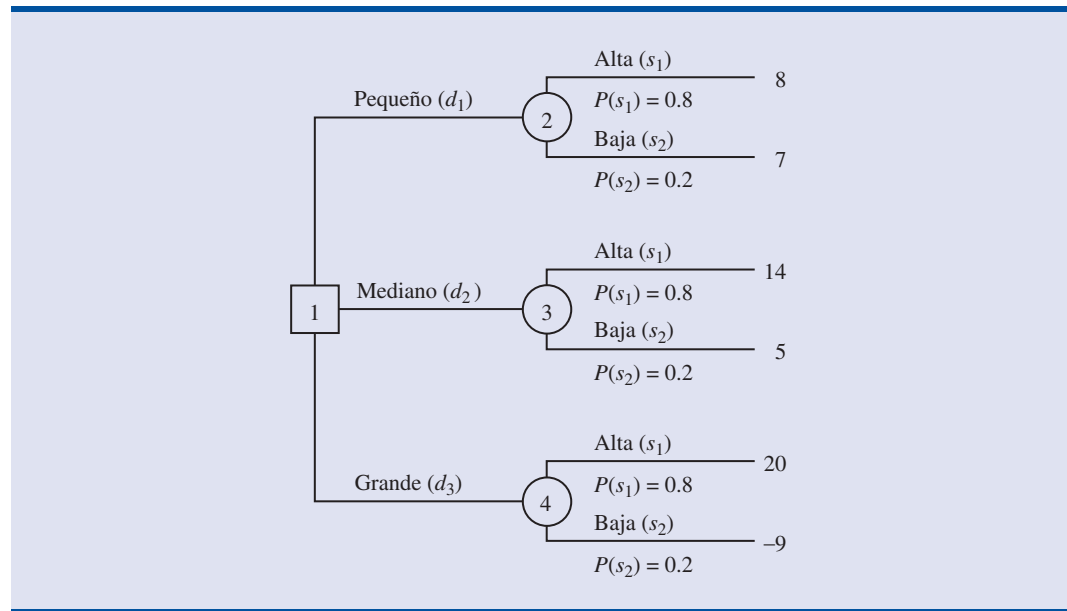 Alta (s₁)
8
Pequeño (d₁)
P(s₁) = 0.8
2
Baja (s₂)
7
P(s₂) = 0.2
Alta (s₁)
14
Mediano (d₂)
P(s₁) = 0.8
1
3
Baja (s₂)
5
P(s₂) = 0.2
Alta (s₁)
20
Grande (d₃)
P(s₁) = 0.8
4
Baja (s₂)
–9
P(s₂) = 0.2